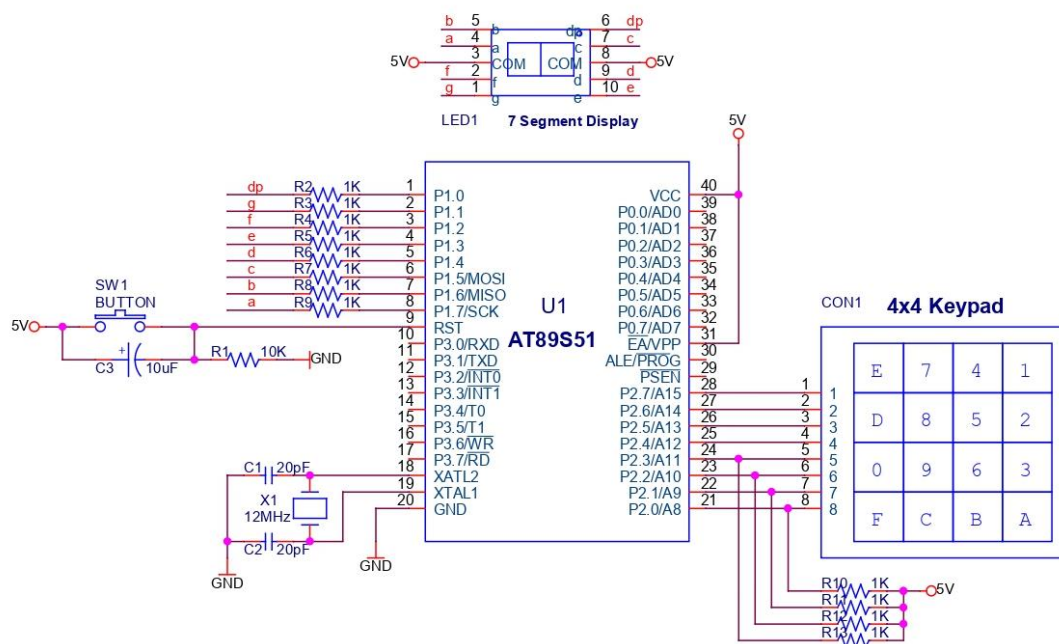 b 5 b dp 6 dp
a 4 a c 7 c
5V 3 COM COM 8 5V
f 2 f d 9 d
g 1 g e 10 e
LED1 7 Segment Display
5V
dp R2 1K 1 P1.0 VCC 40
g R3 1K 2 P1.1 P0.0/AD0 39
f R4 1K 3 P1.2 P0.1/AD1 38
e R5 1K 4 P1.3 P0.2/AD2 37
d R6 1K 5 P1.4 P0.3/AD3 36
c R7 1K 6 P1.5/MOSI P0.4/AD4 35
b R8 1K 7 P1.6/MISO P0.5/AD5 34
a R9 1K 8 P1.7/SCK P0.6/AD6 33
9 RST P0.7/AD7 32
10 P3.0/RXD EA/VPP 31
11 P3.1/TXD ALE/PROG 30
12 P3.2/INT0 PSEN 29
13 P3.3/INT1 P2.7/A15 28
14 P3.4/T0 P2.6/A14 27
15 P3.5/T1 P2.5/A13 26
16 P3.6/WR P2.4/A12 25
17 P3.7/RD P2.3/A11 24
18 XATL2 P2.2/A10 23
19 XTAL1 P2.1/A9 22
20 GND P2.0/A8 21
U1
AT89S51
SW1
BUTTON
5V
C3 + 10uF R1 10K GND
C1 20pF
X1
12MHz
C2 20pF
GND
GND
CON1 4x4 Keypad
1 1
2 2
3 3
4 4
5 5
6 6
7 7
8 8
E 7 4 1
D 8 5 2
0 9 6 3
F C B A
R10 1K 5V
R11 1K
R12 1K
R13 1K